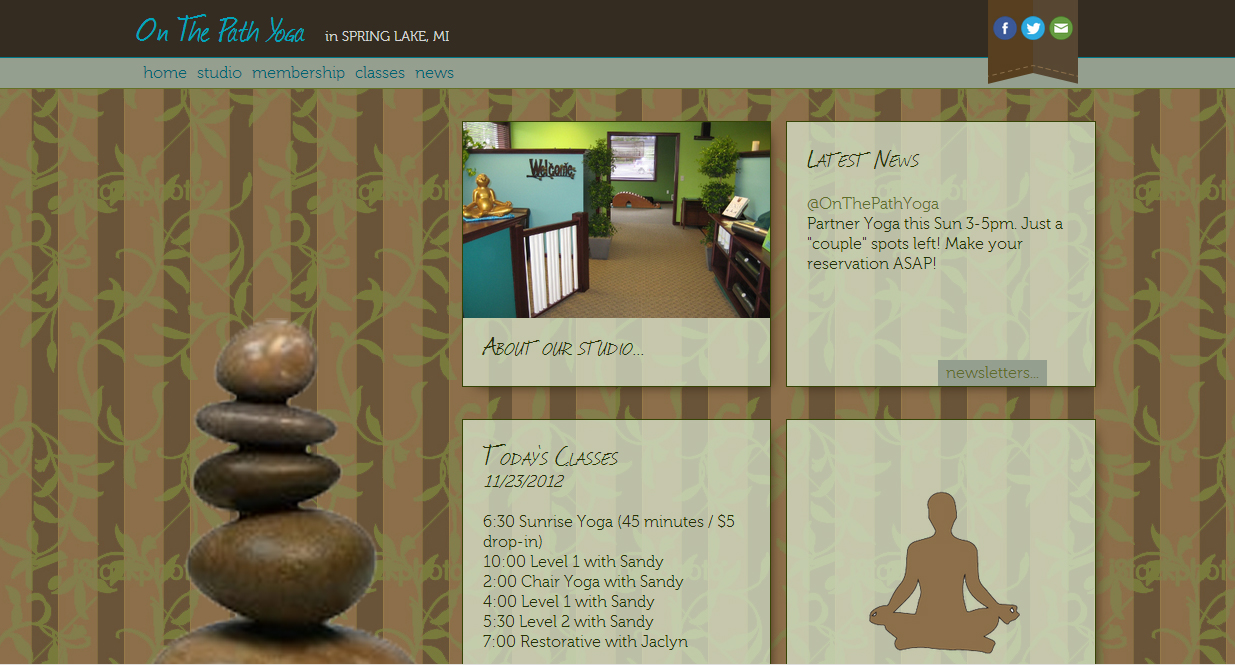 On The Path Yoga in SPRING LAKE, MI
home studio membership classes news
Welcome
Latest News
@OnThePathYoga
Partner Yoga this Sun 3-5pm. Just a
"couple" spots left! Make your
reservation ASAP!
About our studio...
newsletters...
Today's Classes
11/23/2012
6:30 Sunrise Yoga (45 minutes / $5
drop-in)
10:00 Level 1 with Sandy
2:00 Chair Yoga with Sandy
4:00 Level 1 with Sandy
5:30 Level 2 with Sandy
7:00 Restorative with Jaclyn